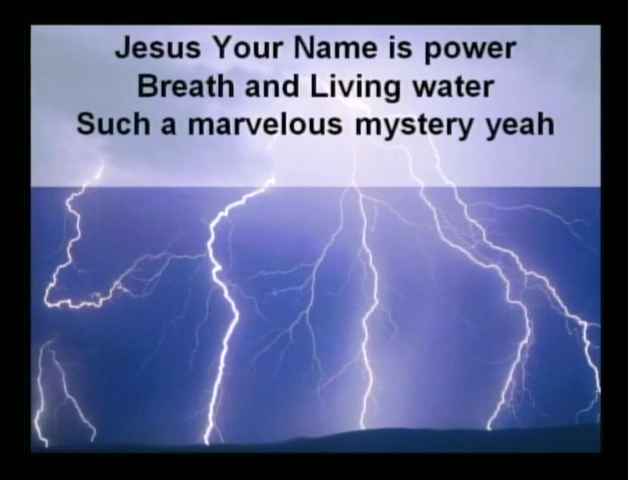 Jesus Your Name is power
Breath and Living water
Such a marvelous mystery yeah